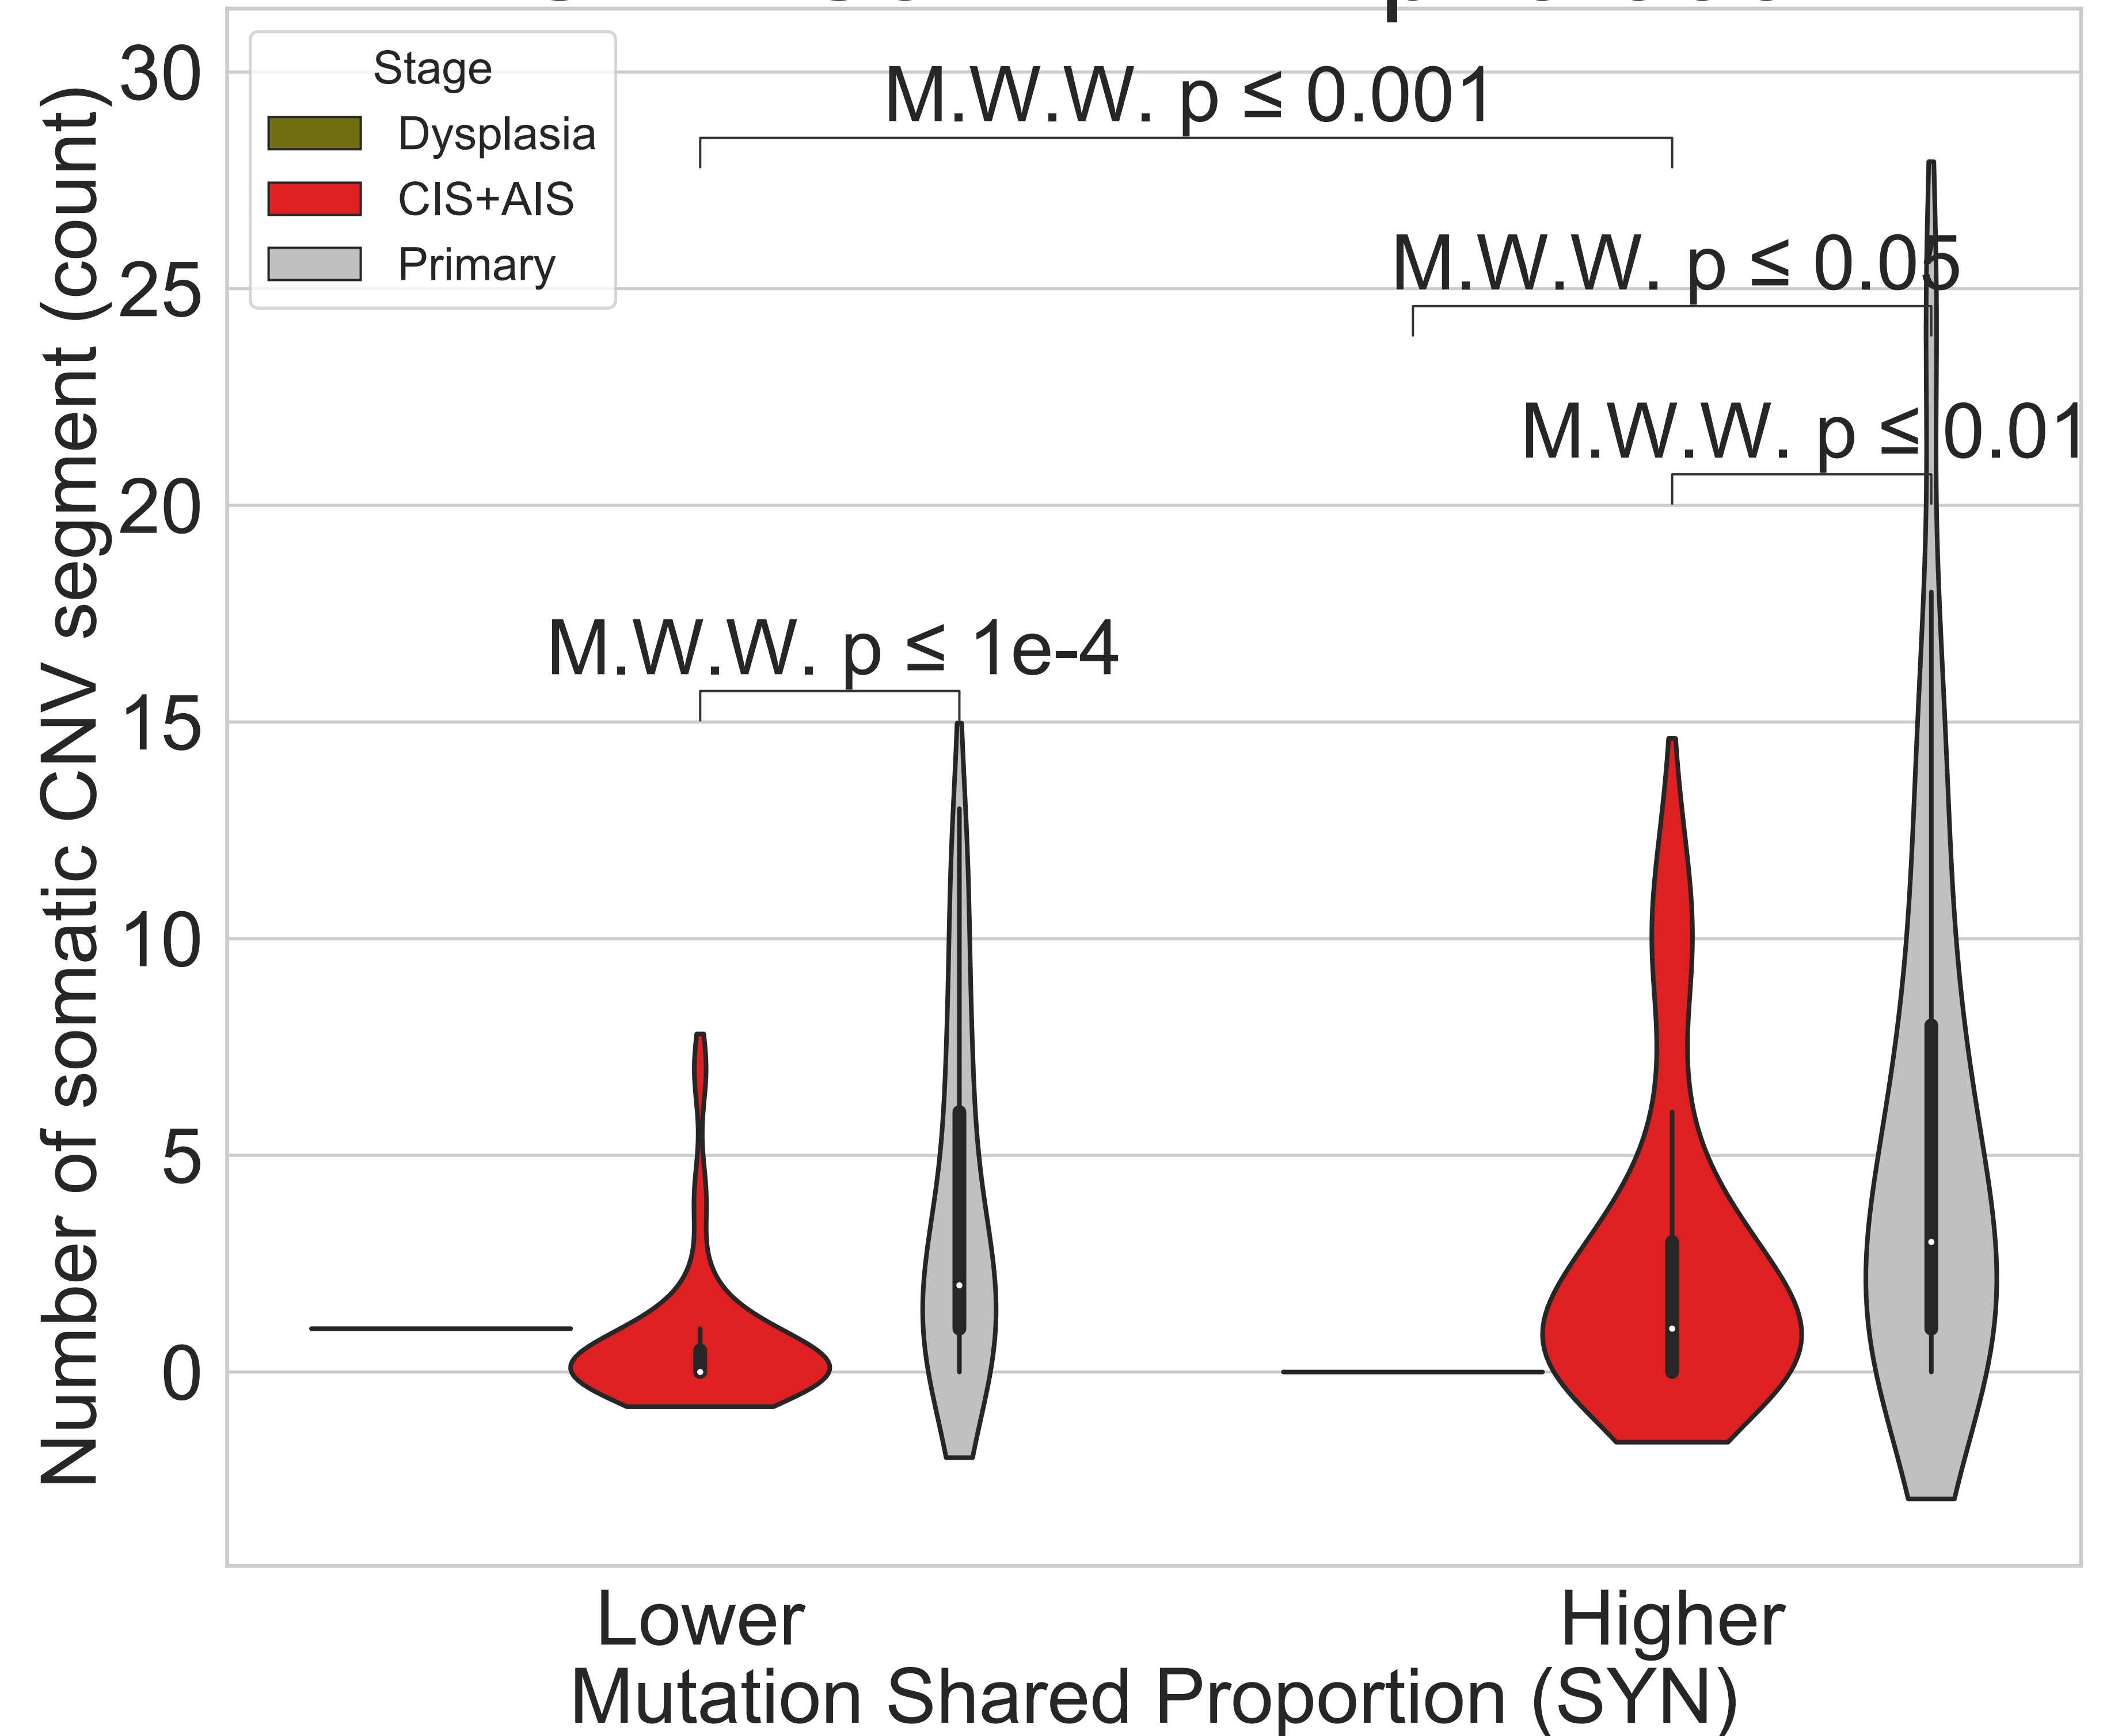 Number of somatic CNV segment (count)
30
25
20
15
10
5
0
Stage
Dysplasia
CIS+AIS
Primary
M.W.W. p ≤ 0.001
M.W.W. p ≤ 0.05
M.W.W. p ≤ 0.01
M.W.W. p ≤ 1e-4
Lower
Higher
Mutation Shared Proportion (SYN)